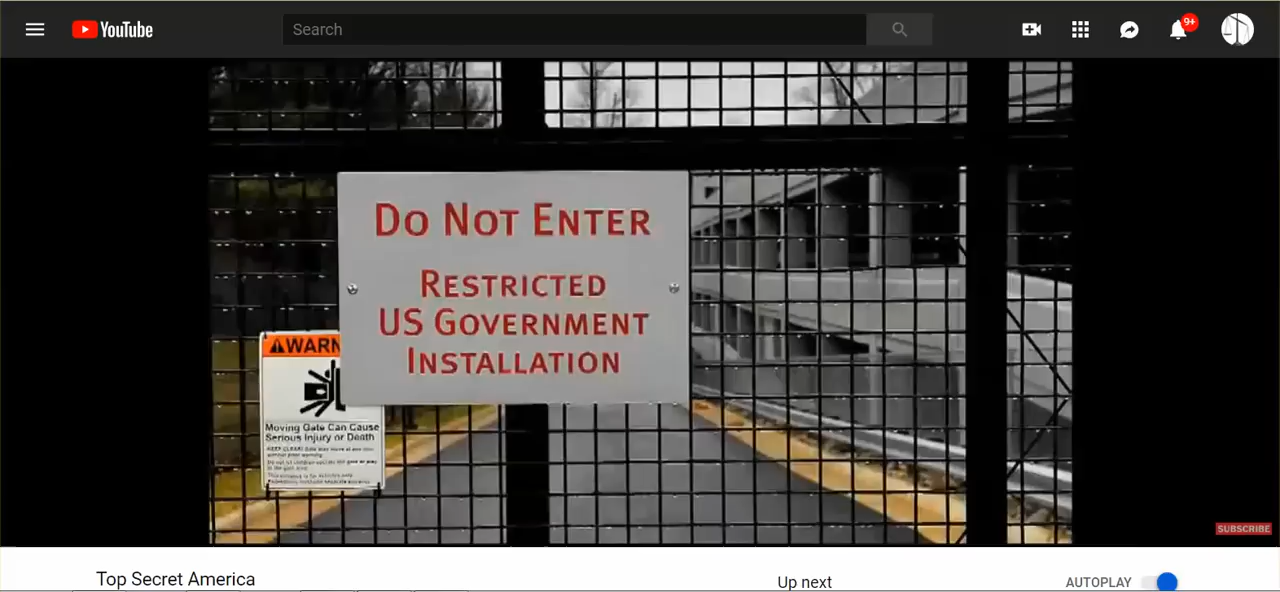 YouTube
Search
9+
Do Not Enter
Restricted
US Government
Installation
WARN
Moving Gate Can Cause
Serious Injury or Death
SUBSCRIBE
Top Secret America
Up next
AUTOPLAY